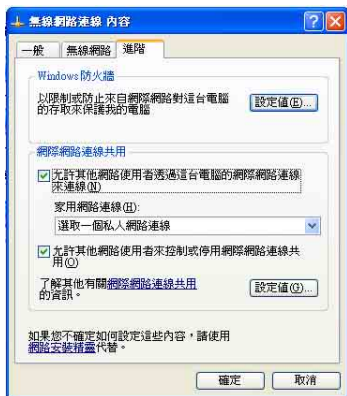 無線網路連線 內容
一般
無線網路
進階
Windows 防火牆
以限制或防止來自網際網路對這台電腦
的存取來保護我的電腦
設定值(E)...
網際網路連線共用
允許其他網路使用者透過這台電腦的網際網路連線
來連線(N)
家用網路連線(H):
選取一個私人網路連線
允許其他網路使用者來控制或停用網際網路連線共
用(O)
了解其他有關網際網路連線共用
的資訊。
設定值(G)...
如果您不確定如何設定這些內容，請使用
網路安裝精靈代替。
確定
取消